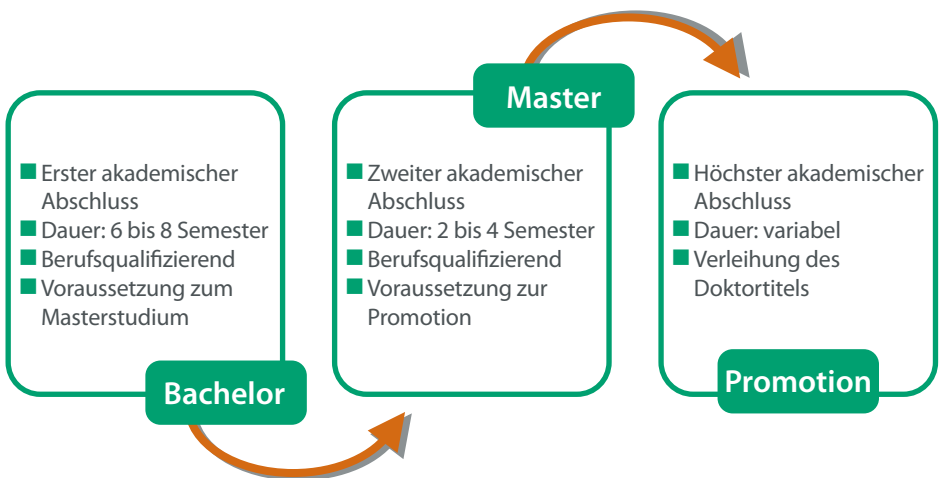 Erster akademischer
Abschluss
Dauer: 6 bis 8 Semester
Berufsqualifizierend
Voraussetzung zum
Masterstudium
Bachelor
Master
Zweiter akademischer
Abschluss
Dauer: 2 bis 4 Semester
Berufsqualifizierend
Voraussetzung zur
Promotion
Höchster akademischer
Abschluss
Dauer: variabel
Verleihung des
Doktortitels
Promotion